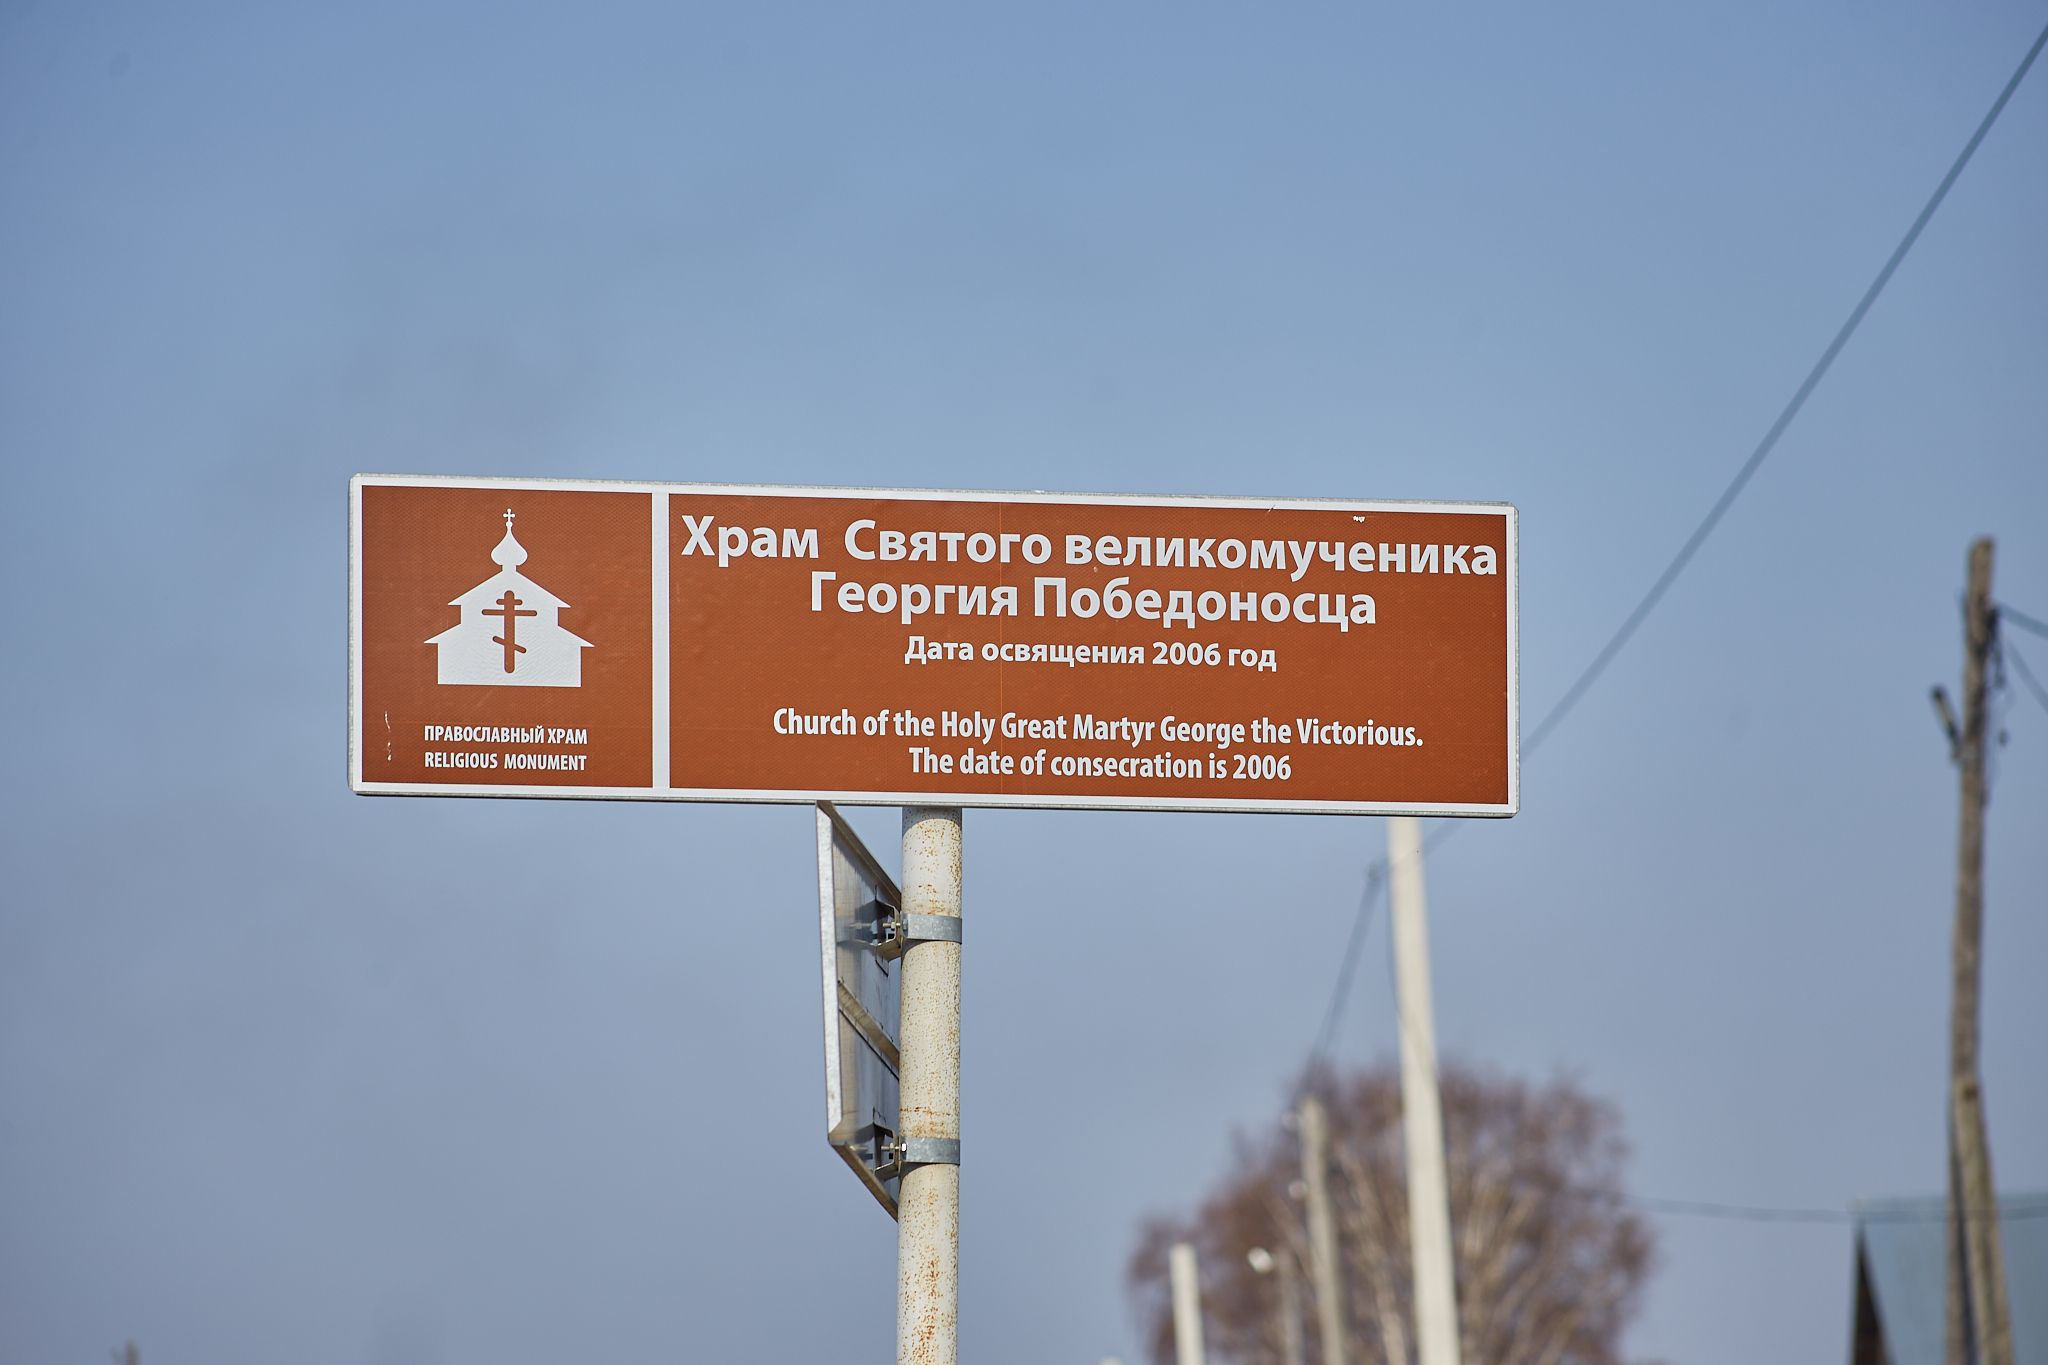 Храм Святого великомученика
Георгия Победоносца
Дата освящения 2006 год
Church of the Holy Great Martyr George the Victorious.
The date of consecration is 2006
ПРАВОСЛАВНЫЙ ХРАМ
RELIGIOUS MONUMENT